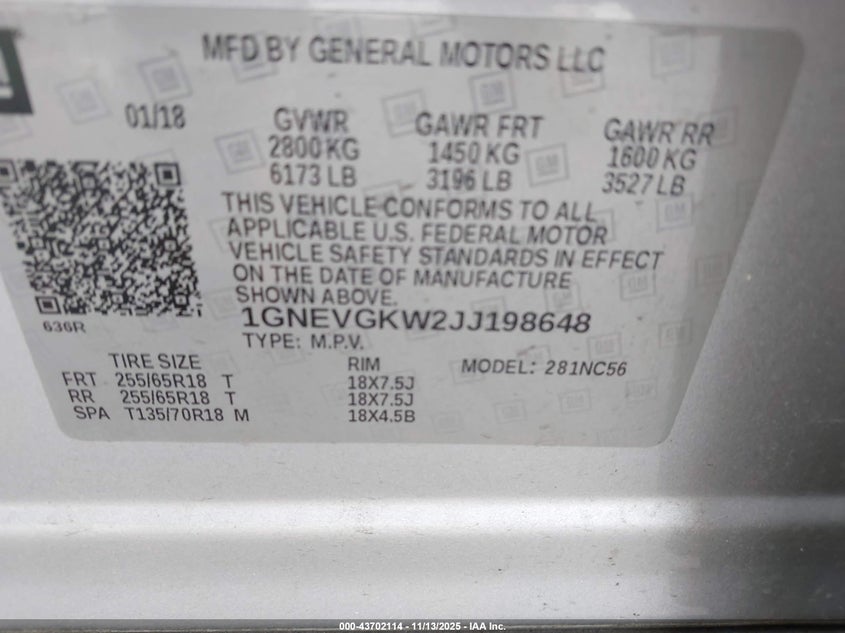 MFD BY GENERAL MOTORS LLC
01/18 GVWR GAWR FRT GAWR RR
2800 KG 1450 KG 1600 KG
6173 LB 3196 LB 3527 LB
THIS VEHICLE CONFORMS TO ALL
APPLICABLE U.S. FEDERAL MOTOR
VEHICLE SAFETY STANDARDS IN EFFECT
ON THE DATE OF MANUFACTURE
SHOWN ABOVE.
1GNEVGKW2JJ198648
636R
TYPE: M.P.V.
TIRE SIZE RIM MODEL: 281NC56
FRT 255/65R18 T 18X7.5J
RR 255/65R18 T 18X7.5J
SPA T135/70R18 M 18X4.5B
000-43702114 - 11/13/2025 - IAA Inc.